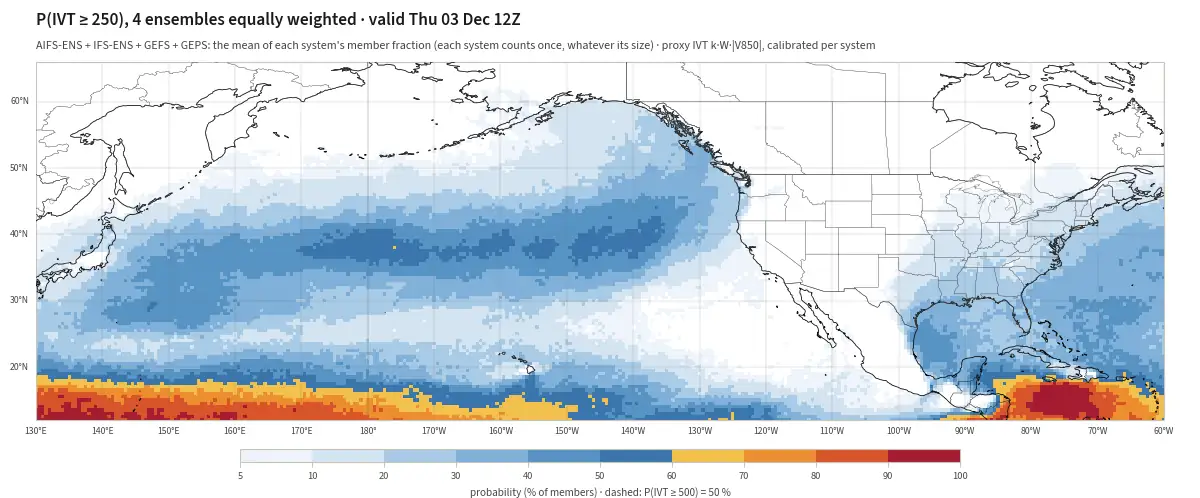 P(IVT ≥ 250), 4 ensembles equally weighted · valid Thu 03 Dec 12Z
AIFS-ENS + IFS-ENS + GEFS + GEPS: the mean of each system's member fraction (each system counts once, whatever its size) · proxy IVT k·W·|V850|, calibrated per system
60°N
50°N
40°N
30°N
20°N
130°E 140°E 150°E 160°E 170°E 180° 170°W 160°W 150°W 140°W 130°W 120°W 110°W 100°W 90°W 80°W 70°W 60°W
5 10 20 30 40 50 60 70 80 90 100
probability (% of members) · dashed: P(IVT ≥ 500) = 50 %